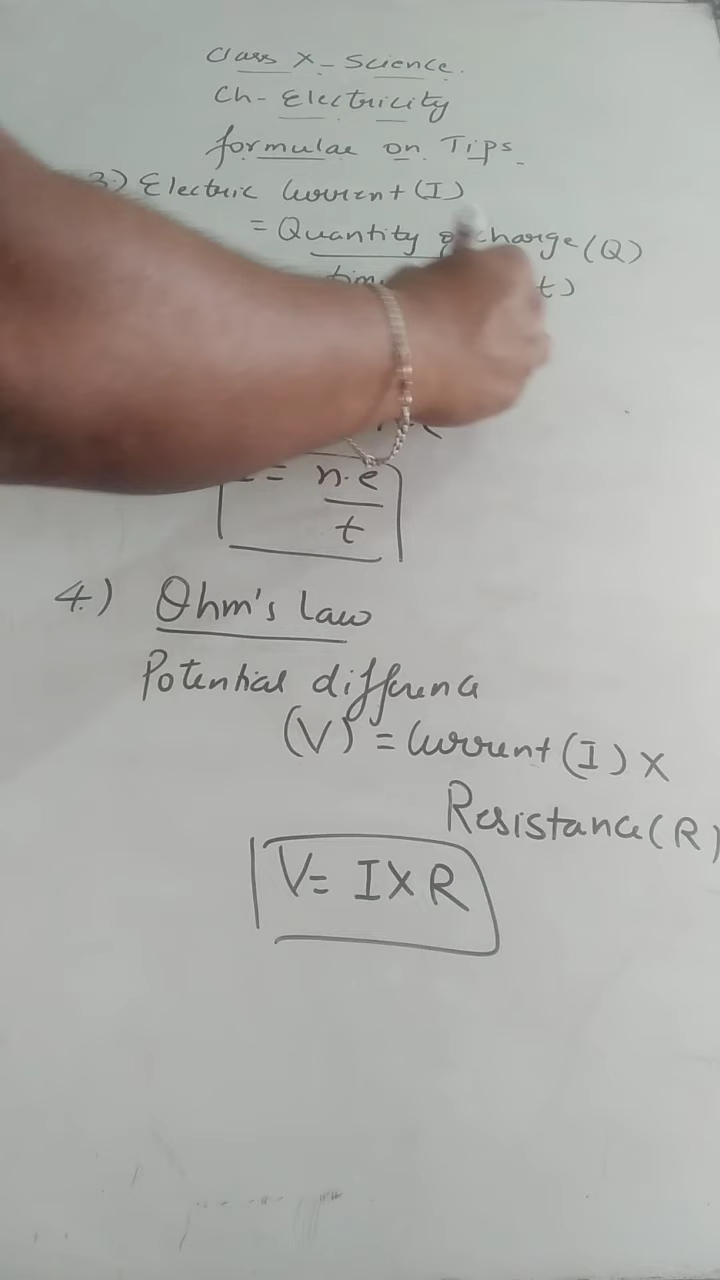 Class X - Science.
Ch- Electricity
formulae on Tips.
3.) Electric Current (I)
= Quantity charge (Q)
t)
= n.e
t
4.) Ohm's Law
Potential difference
(V) = Current (I) X
Resistance (R)
V = I X R